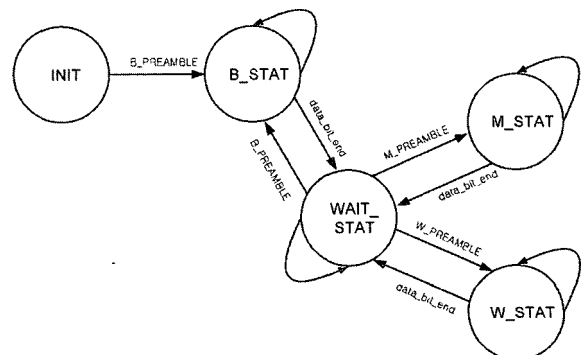 INIT
B_PREAMBLE
B_STAT
data_bit_end
B_PREAMBLE
M_PREAMBLE
M_STAT
data_bit_end
WAIT_
STAT
W_PREAMBLE
data_bit_end
W_STAT